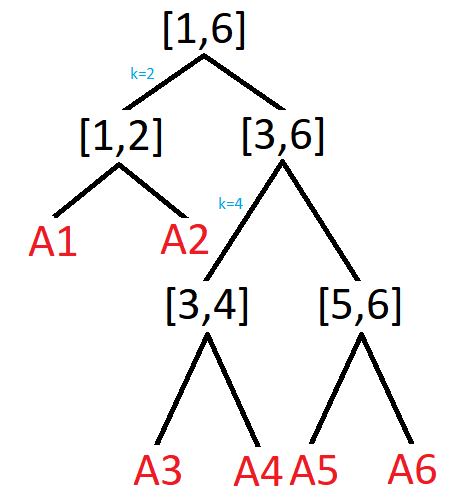 [1,6]
k=2
[1,2] [3,6]
k=4
A1 A2
[3,4] [5,6]
A3 A4 A5 A6